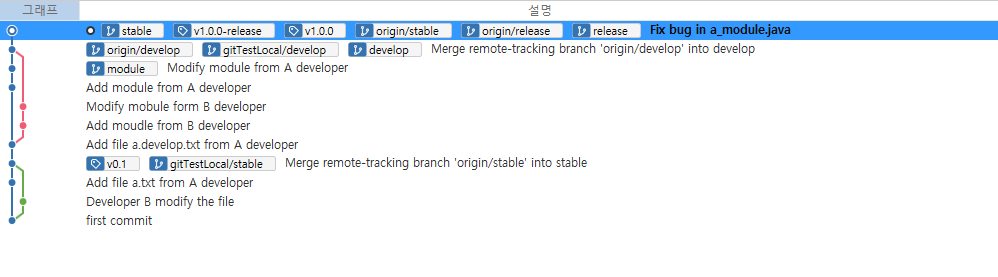 그래프 설명
stable v1.0.0-release v1.0.0 origin/stable origin/release release Fix bug in a_module.java
origin/develop gitTestLocal/develop develop Merge remote-tracking branch 'origin/develop' into develop
module Modify module from A developer
Add module from A developer
Modify mobule form B developer
Add moudle from B developer
Add file a.develop.txt from A developer
v0.1 gitTestLocal/stable Merge remote-tracking branch 'origin/stable' into stable
Add file a.txt from A developer
Developer B modify the file
first commit